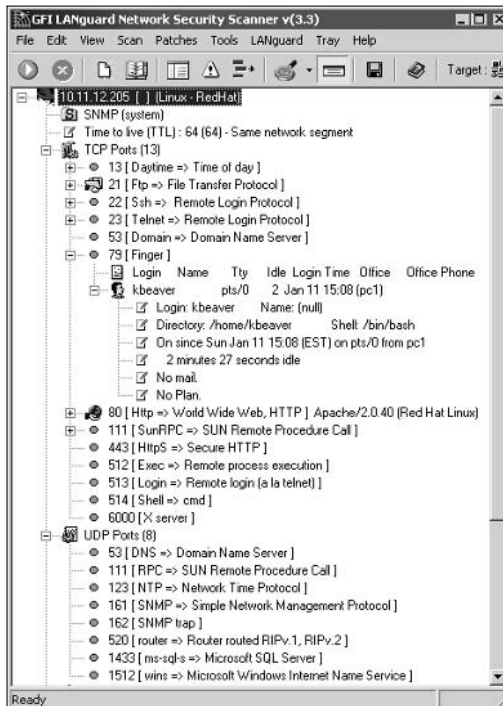 GFI LANguard Network Security Scanner v(3.3)
File Edit View Scan Patches Tools LANguard Tray Help
Target :
10.11.12.205 [ ] (Linux - RedHat)
SNMP (system)
Time to live (TTL) : 64 (64) - Same network segment
TCP Ports (13)
13 [ Daytime => Time of day ]
21 [ Ftp => File Transfer Protocol ]
22 [ Ssh => Remote Login Protocol ]
23 [ Telnet => Remote Login Protocol ]
53 [ Domain => Domain Name Server ]
79 [ Finger ]
Login Name Tty Idle Login Time Office Office Phone
kbeaver pts/0 2 Jan 11 15:08 (pc1)
Login: kbeaver Name: (null)
Directory: /home/kbeaver Shell: /bin/bash
On since Sun Jan 11 15:08 (EST) on pts/0 from pc1
2 minutes 27 seconds idle
No mail.
No Plan.
80 [ Http => World Wide Web, HTTP ] Apache/2.0.40 (Red Hat Linux)
111 [ SunRPC => SUN Remote Procedure Call ]
443 [ HttpS => Secure HTTP ]
512 [ Exec => Remote process execution ]
513 [ Login => Remote login (a la telnet) ]
514 [ Shell => cmd ]
6000 [ X server ]
UDP Ports (8)
53 [ DNS => Domain Name Server ]
111 [ RPC => SUN Remote Procedure Call ]
123 [ NTP => Network Time Protocol ]
161 [ SNMP => Simple Network Management Protocol ]
162 [ SNMP trap ]
520 [ router => Router routed RIPv.1, RIPv.2 ]
1433 [ ms-sql-s => Microsoft SQL Server ]
1512 [ wins => Microsoft Windows Internet Name Service ]
Ready